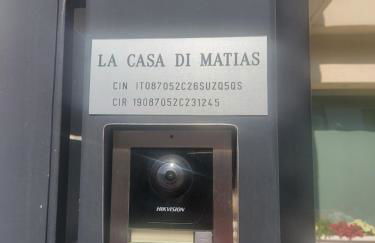 LA CASA DI MATIAS
CIN IT087052C26SUZQ5QS
CIR 19087052C231245
HIKVISION